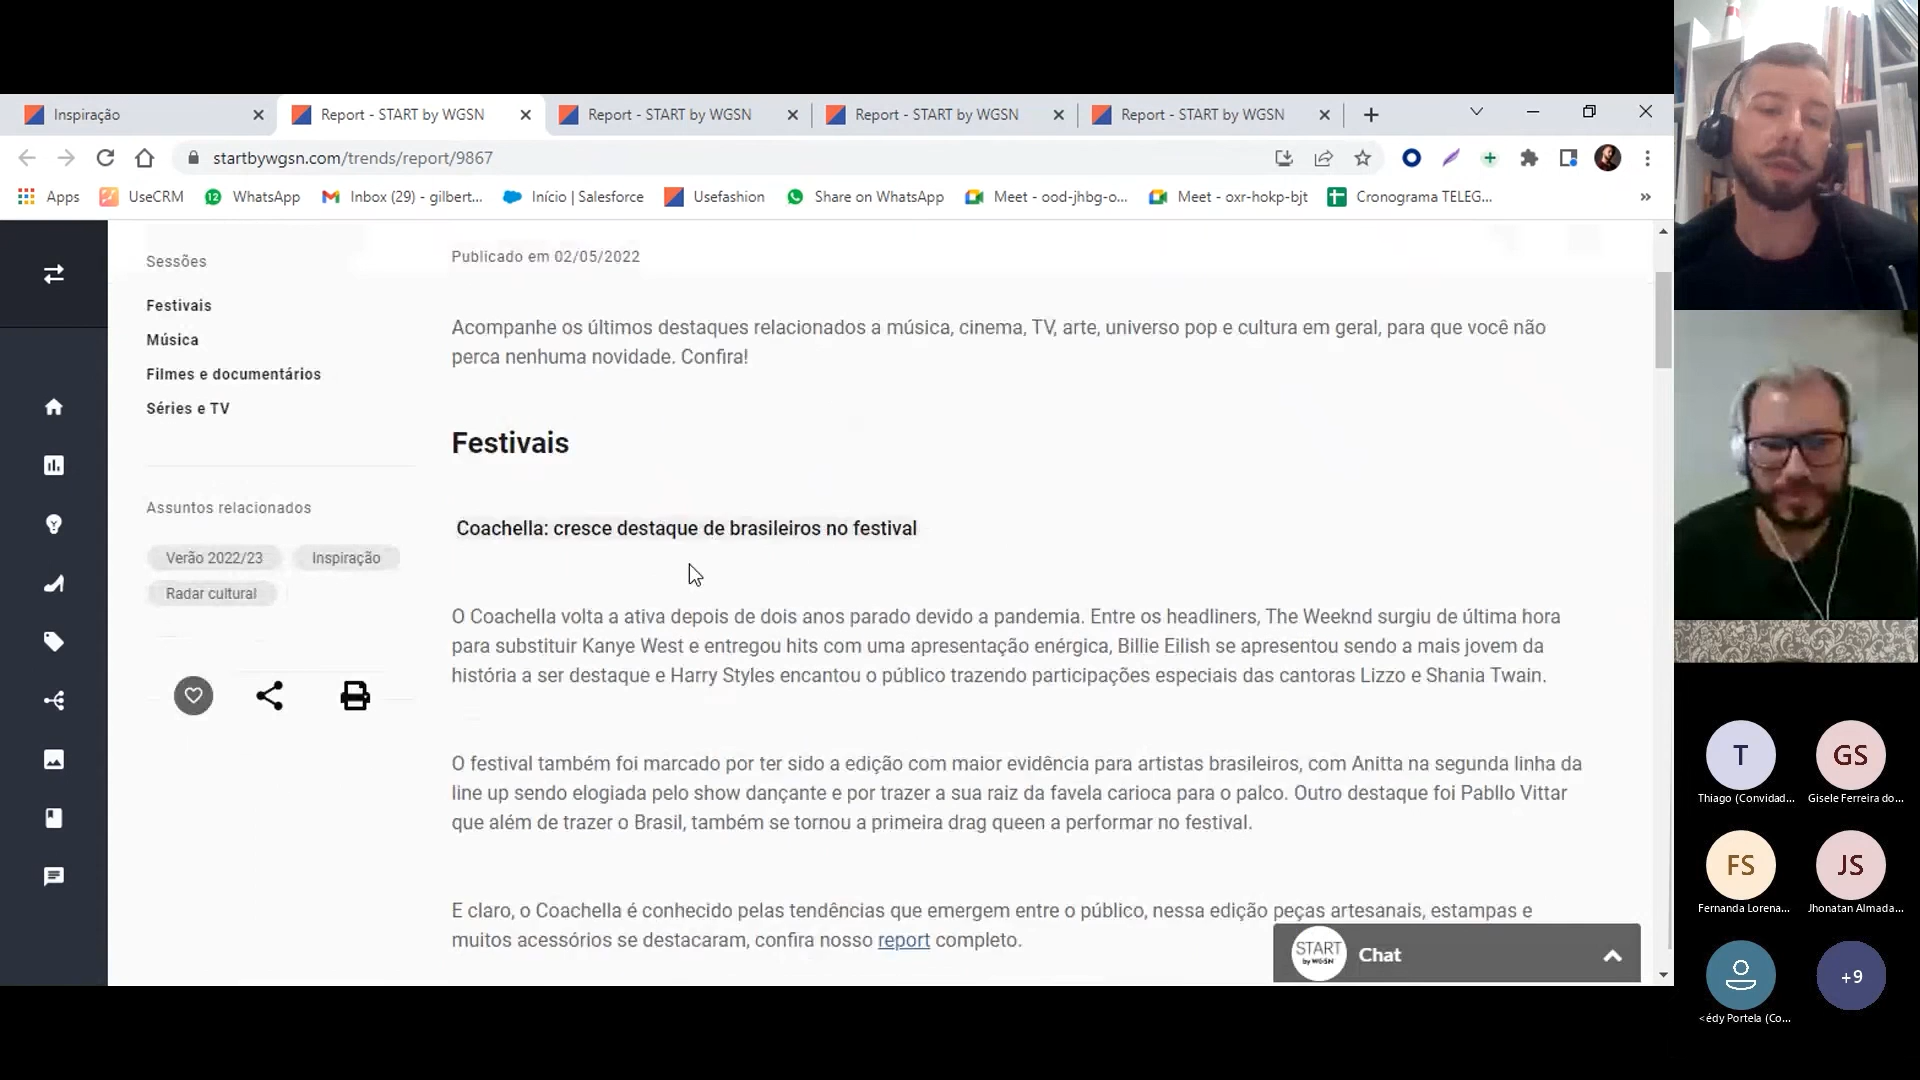 Inspiração
Report - START by WGSN
Report - START by WGSN
Report - START by WGSN
Report - START by WGSN
startbywgsn.com/trends/report/9867
Apps
UseCRM
12
WhatsApp
Inbox (29) - gilbert...
Início | Salesforce
Usefashion
Share on WhatsApp
Meet - ood-jhbg-o...
Meet - oxr-hokp-bjt
Cronograma TELEG...
»
Sessões
Festivais
Música
Filmes e documentários
Séries e TV
Assuntos relacionados
Verão 2022/23
Inspiração
Radar cultural
Publicado em 02/05/2022
Acompanhe os últimos destaques relacionados a música, cinema, TV, arte, universo pop e cultura em geral, para que você não
perca nenhuma novidade. Confira!
Festivais
Coachella: cresce destaque de brasileiros no festival
O Coachella volta a ativa depois de dois anos parado devido a pandemia. Entre os headliners, The Weeknd surgiu de última hora
para substituir Kanye West e entregou hits com uma apresentação enérgica, Billie Eilish se apresentou sendo a mais jovem da
história a ser destaque e Harry Styles encantou o público trazendo participações especiais das cantoras Lizzo e Shania Twain.
O festival também foi marcado por ter sido a edição com maior evidência para artistas brasileiros, com Anitta na segunda linha da
line up sendo elogiada pelo show dançante e por trazer a sua raiz da favela carioca para o palco. Outro destaque foi Pabllo Vittar
que além de trazer o Brasil, também se tornou a primeira drag queen a performar no festival.
E claro, o Coachella é conhecido pelas tendências que emergem entre o público, nessa edição peças artesanais, estampas e
muitos acessórios se destacaram, confira nosso report completo.
START
by WGSN
Chat
T
Thiago (Convidad...
GS
Gisele Ferreira do...
FS
Fernanda Lorena...
JS
Jhonatan Almada...
<édy Portela (Co...
+9